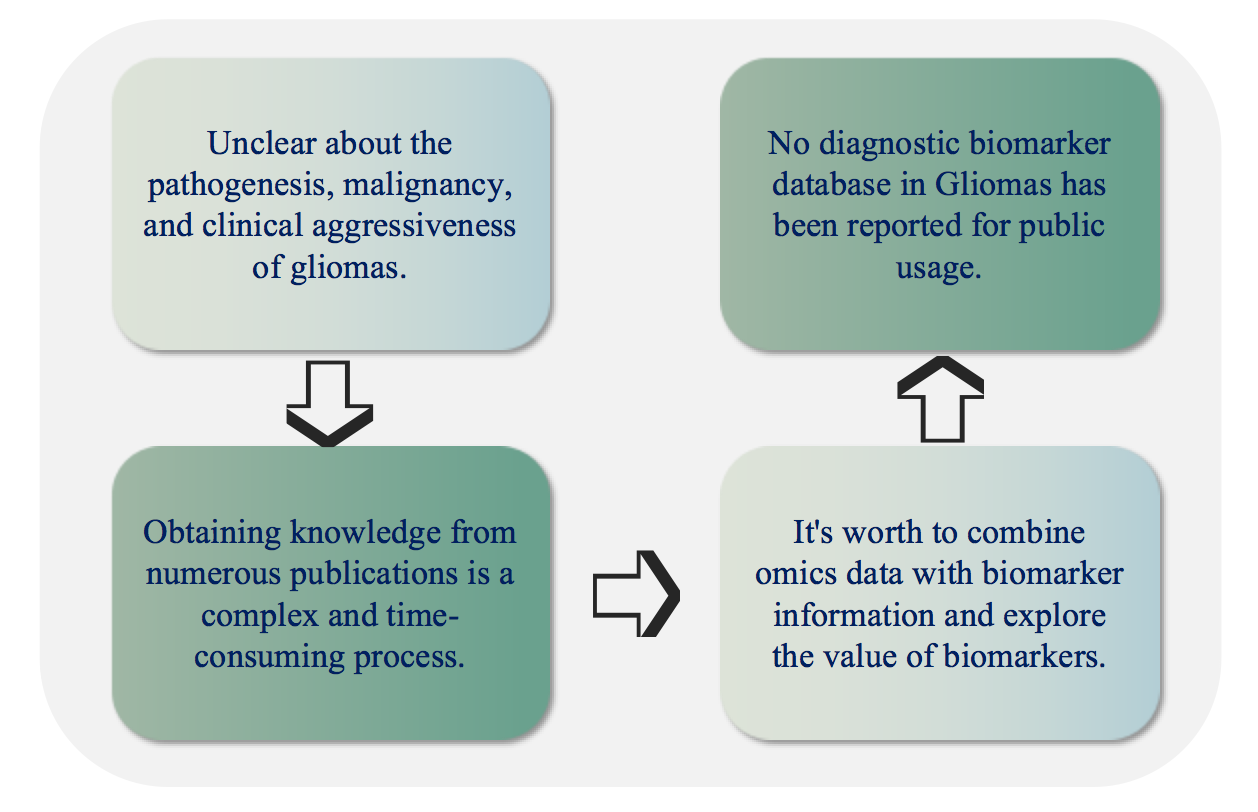 Unclear about the
pathogenesis, malignancy,
and clinical aggressiveness
of gliomas.
Obtaining knowledge from
numerous publications is a
complex and time-
consuming process.
It's worth to combine
omics data with biomarker
information and explore
the value of biomarkers.
No diagnostic biomarker
database in Gliomas has
been reported for public
usage.